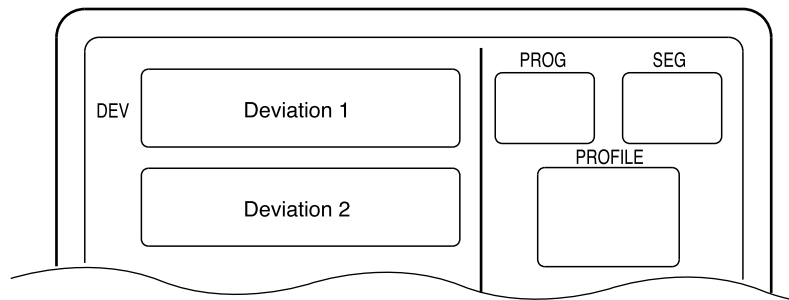 PROG
SEG
DEV
Deviation 1
PROFILE
Deviation 2